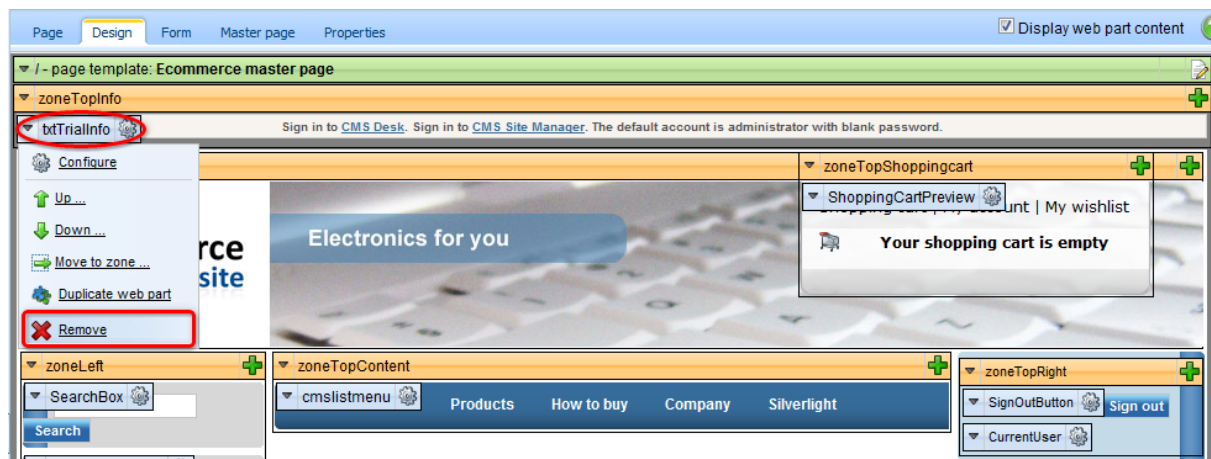 Page Design Form Master page Properties Display web part content
/ - page template: Ecommerce master page
zoneTopInfo
txtTrialInfo Sign in to CMS Desk. Sign in to CMS Site Manager. The default account is administrator with blank password.
Configure
zoneTopShoppingcart
Up ...
ShoppingCartPreview
unt | My wishlist
Down ...
rce
Electronics for you
Your shopping cart is empty
Move to zone ...
site
Duplicate web part
Remove
zoneLeft
zoneTopContent
zoneTopRight
SearchBox
cmslistmenu
Products How to buy Company Silverlight
SignOutButton Sign out
Search
CurrentUser